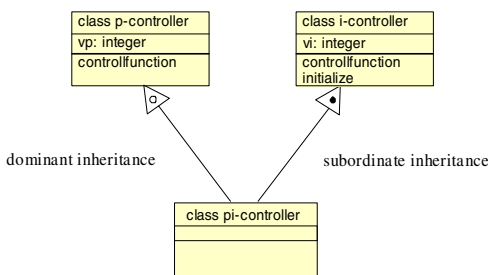 class p-controller
vp: integer
controllfunction
class i-controller
vi: integer
controllfunction
initialize
dominant inheritance
subordinate inheritance
class pi-controller